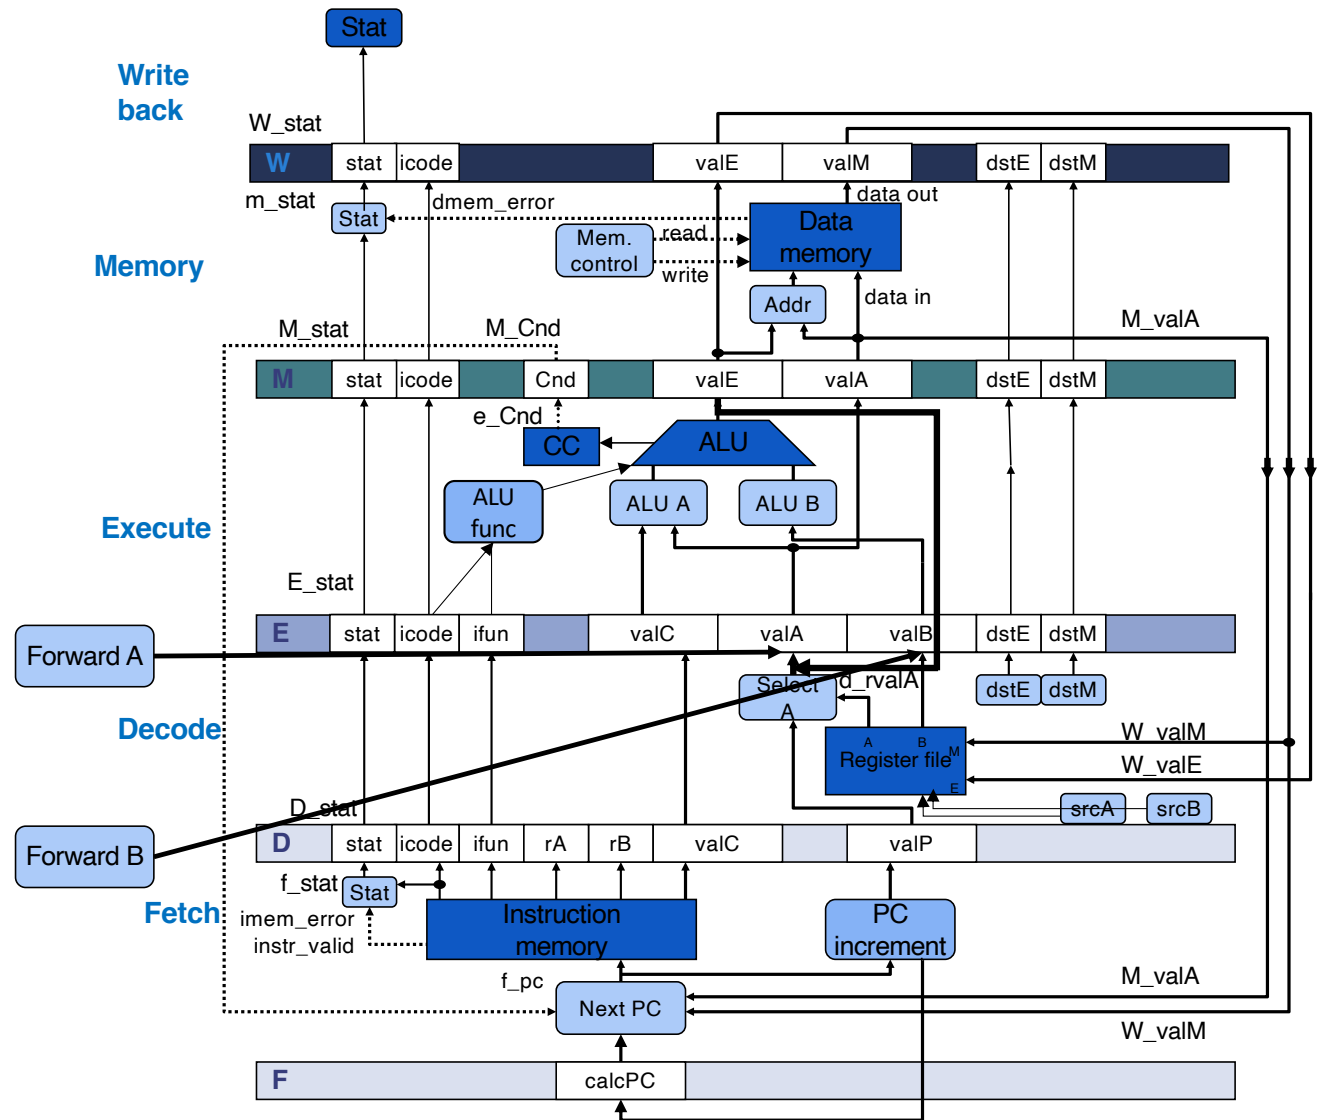 Stat
Write
back
W_stat
W
stat
icode
valE
valM
dstE
dstM
m_stat
Stat
dmem_error
data out
Mem.
control
read
write
Data
memory
Memory
Addr
data in
M_stat
M_Cnd
M_valA
M
stat
icode
Cnd
valE
valA
dstE
dstM
e_Cnd
CC
ALU
ALU
func
ALU A
ALU B
Execute
E_stat
E
stat
icode
ifun
valC
valA
valB
dstE
dstM
Forward A
Select
A
d_rvalA
dstE
dstM
Decode
A
B
M
Register file
E
W_valM
W_valE
D_stat
srcA
srcB
Forward B
D
stat
icode
ifun
rA
rB
valC
valP
f_stat
Stat
Fetch
imem_error
instr_valid
Instruction
memory
PC
increment
f_pc
M_valA
Next PC
W_valM
F
calcPC